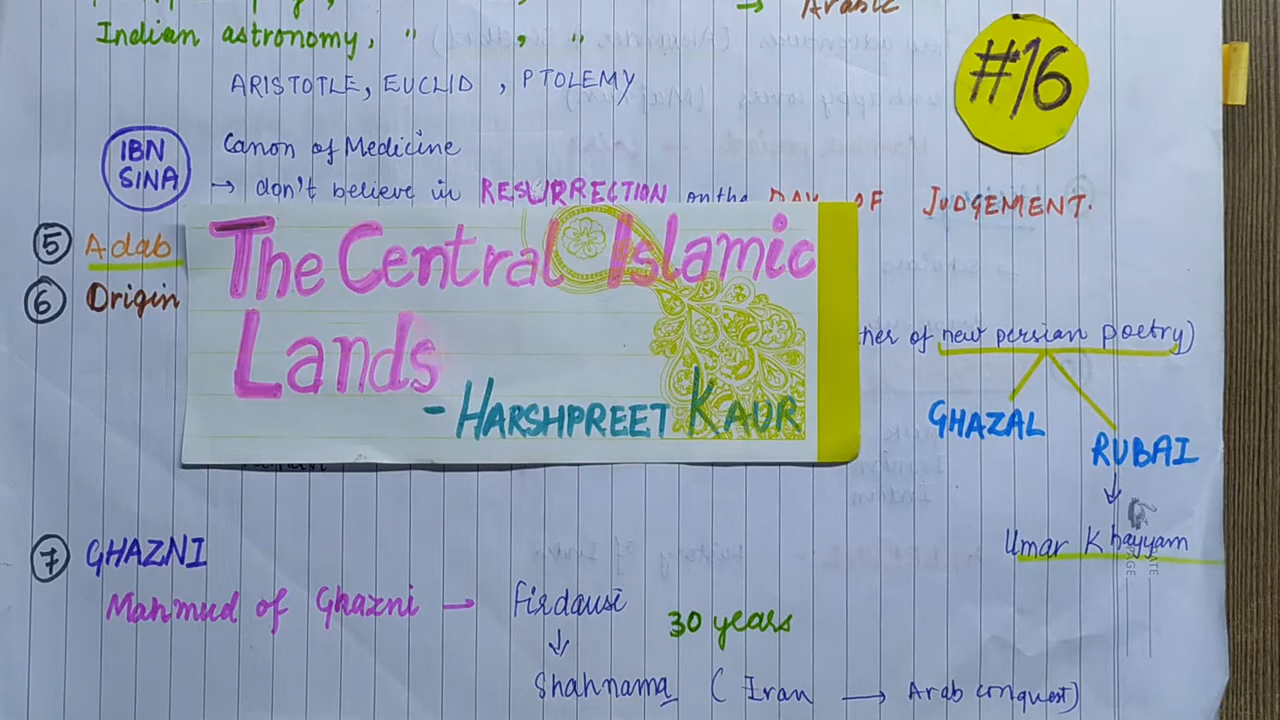 → Arabic
Indian astronomy, " , "
ARISTOTLE, EUCLID , PTOLEMY
#16
IBN SINA
Canon of Medicine
→ don't believe in RESURRECTION on the DAY OF JUDGEMENT.
⑤ Adab
⑥ Origin
The Central Islamic
Lands
- HARSHPREET KAUR
ther of new persian poetry)
GHAZAL
RUBAI
↓
Umar Khayyam
⑦ GHAZNI
Mahmud of Ghazni → Firdausi
30 years
↓
Shahnama ( Iran → Arab conquest)